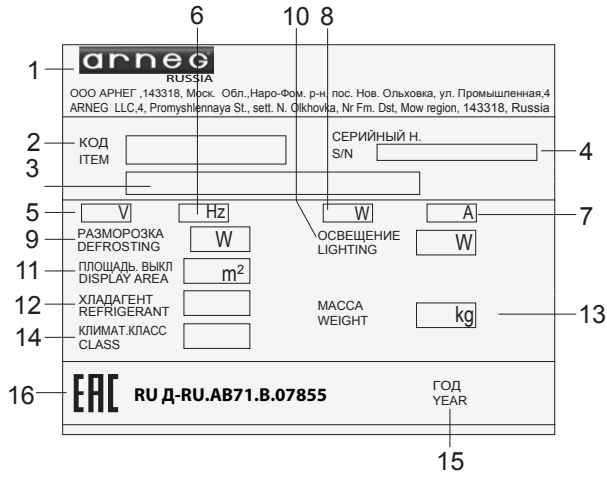 6 10 8
1 arneg
RUSSIA
ООО АРНЕГ ,143318, Моск. Обл.,Наро-Фом. р-н, пос. Нов. Ольховка, ул. Промышленная,4
ARNEG LLC,4, Promyshlennaya St., sett. N. Olkhovka, Nr Fm. Dst, Mow region, 143318, Russia
2 КОД СЕРИЙНЫЙ Н.
ITEM S/N 4
3
5 V Hz W A 7
9 РАЗМОРОЗКА W ОСВЕЩЕНИЕ W
DEFROSTING LIGHTING
11 ПЛОЩАДЬ. ВЫКЛ m²
DISPLAY AREA
12 ХЛАДАГЕНТ МАССА
REFRIGERANT WEIGHT kg 13
14 КЛИМАТ.КЛАСС
CLASS
16 EAC RU Д-RU.АВ71.В.07855 ГОД
YEAR
15